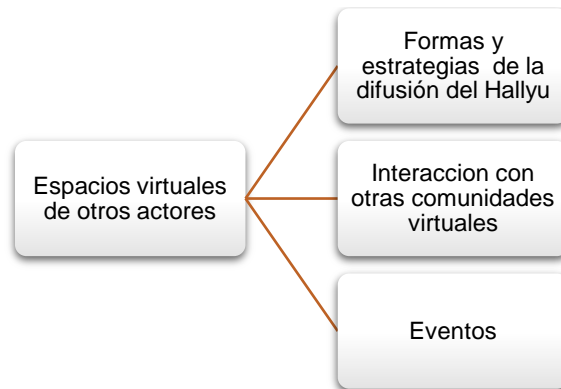 Espacios virtuales
de otros actores
Formas y
estrategias de la
difusión del Hallyu
Interaccion con
otras comunidades
virtuales
Eventos